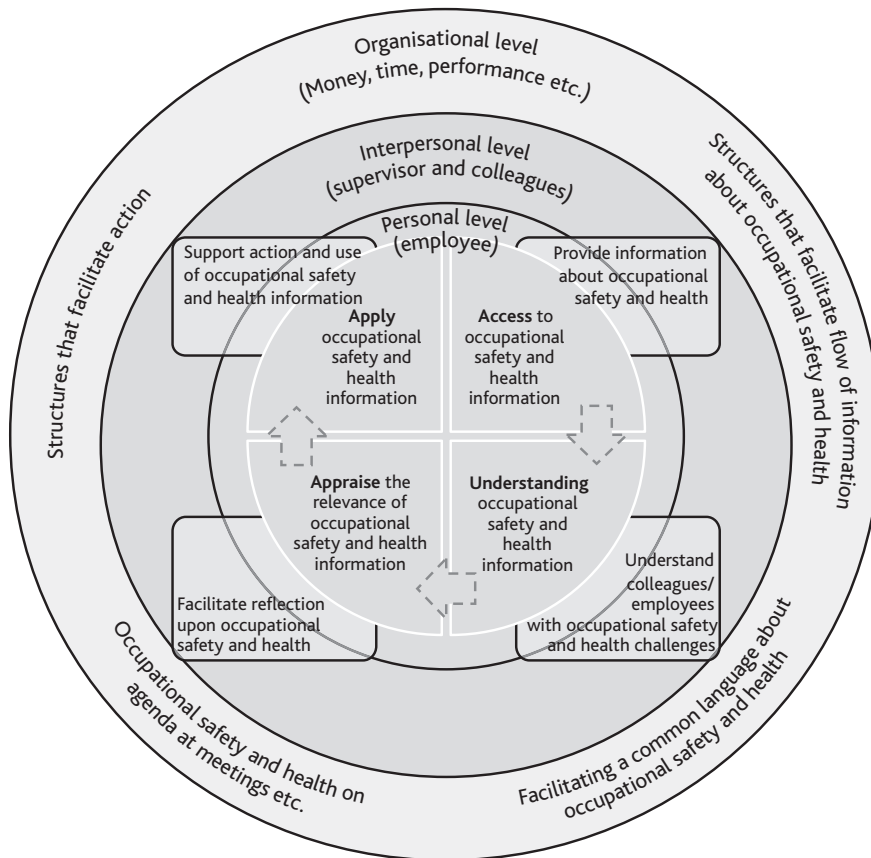 Organisational level
(Money, time, performance etc.)
Interpersonal level
(supervisor and colleagues)
Personal level
(employee)
Structures that facilitate action
Structures that facilitate flow of information
about occupational safety and health
Support action and use
of occupational safety
and health information
Provide information
about occupational
safety and health
Apply
occupational
safety and
health
information
Access to
occupational
safety and
health
information
Appraise the
relevance of
occupational
safety and health
information
Understanding
occupational
safety and
health
information
Facilitate reflection
upon occupational
safety and health
Understand
colleagues/
employees
with occupational safety
and health challenges
Occupational safety and health on
agenda at meetings etc.
Facilitating a common language about
occupational safety and health